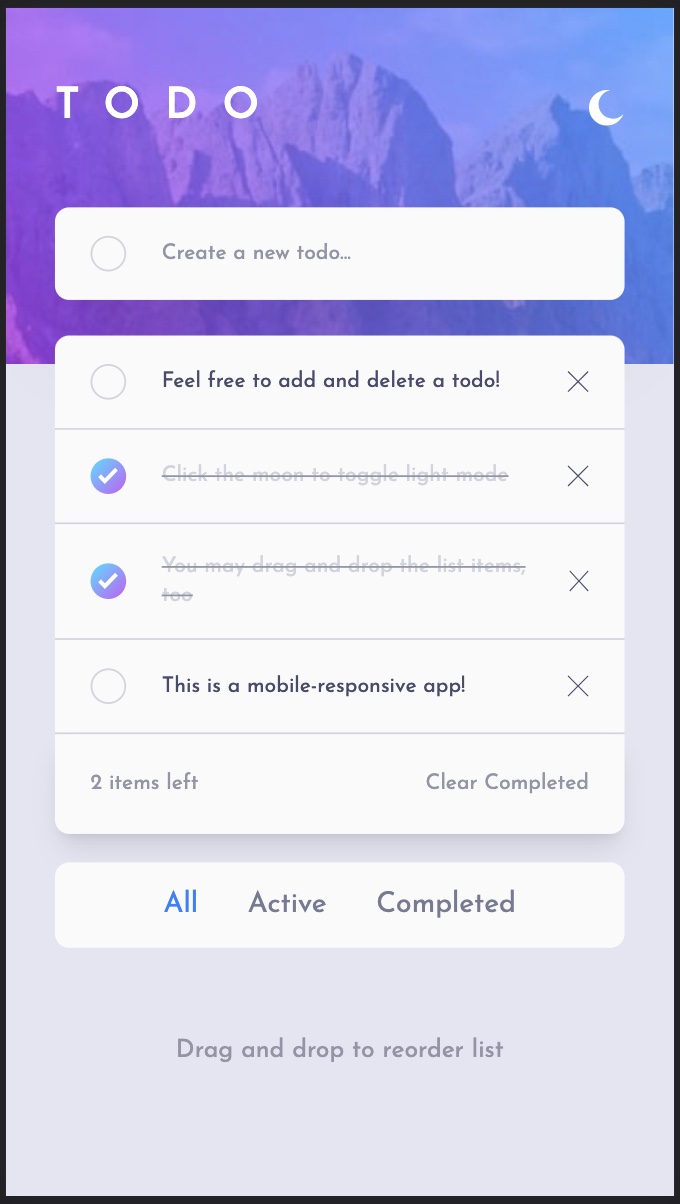 TODO
Create a new todo...
Feel free to add and delete a todo!
Click the moon to toggle light mode
You may drag and drop the list items,
too
This is a mobile-responsive app!
2 items left Clear Completed
All Active Completed
Drag and drop to reorder list